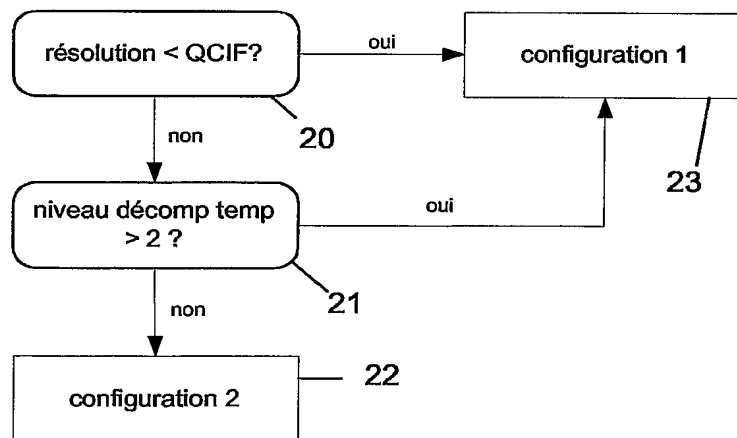 résolution < QCIF?
oui
configuration 1
20
non
23
niveau décomp temp
> 2 ?
oui
21
non
configuration 2
22